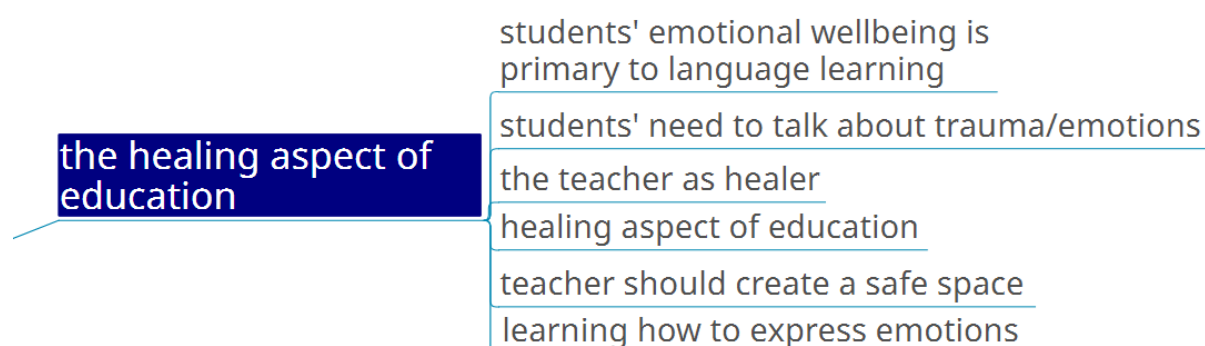 the healing aspect of
education
students' emotional wellbeing is
primary to language learning
students' need to talk about trauma/emotions
the teacher as healer
healing aspect of education
teacher should create a safe space
learning how to express emotions